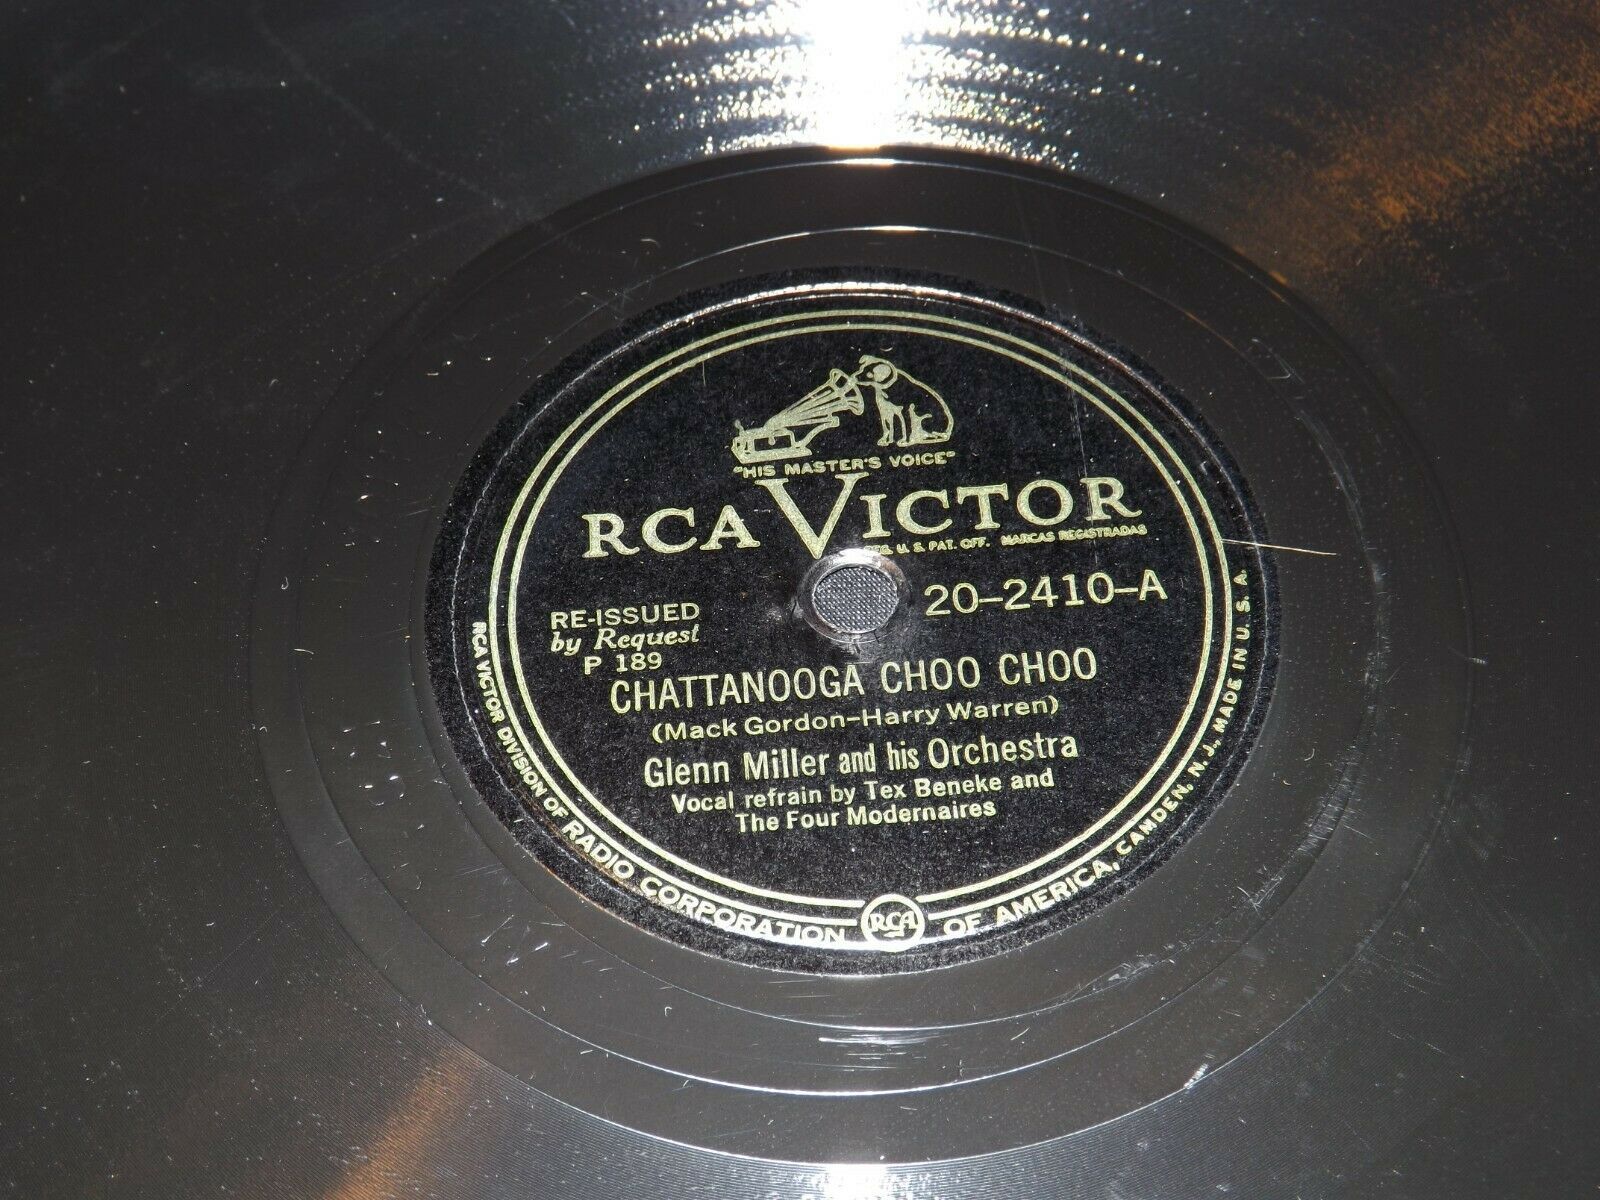 "HIS MASTER'S VOICE"
RCA VICTOR
REG. U. S. PAT. OFF. MARCAS REGISTRADAS
20-2410-A
RE-ISSUED
by Request
P 189
CHATTANOOGA CHOO CHOO
(Mack Gordon-Harry Warren)
Glenn Miller and his Orchestra
Vocal refrain by Tex Beneke and
The Four Modernaires
RCA VICTOR DIVISION OF RADIO CORPORATION OF AMERICA, CAMDEN, N. J., MADE IN U. S. A.
RCA